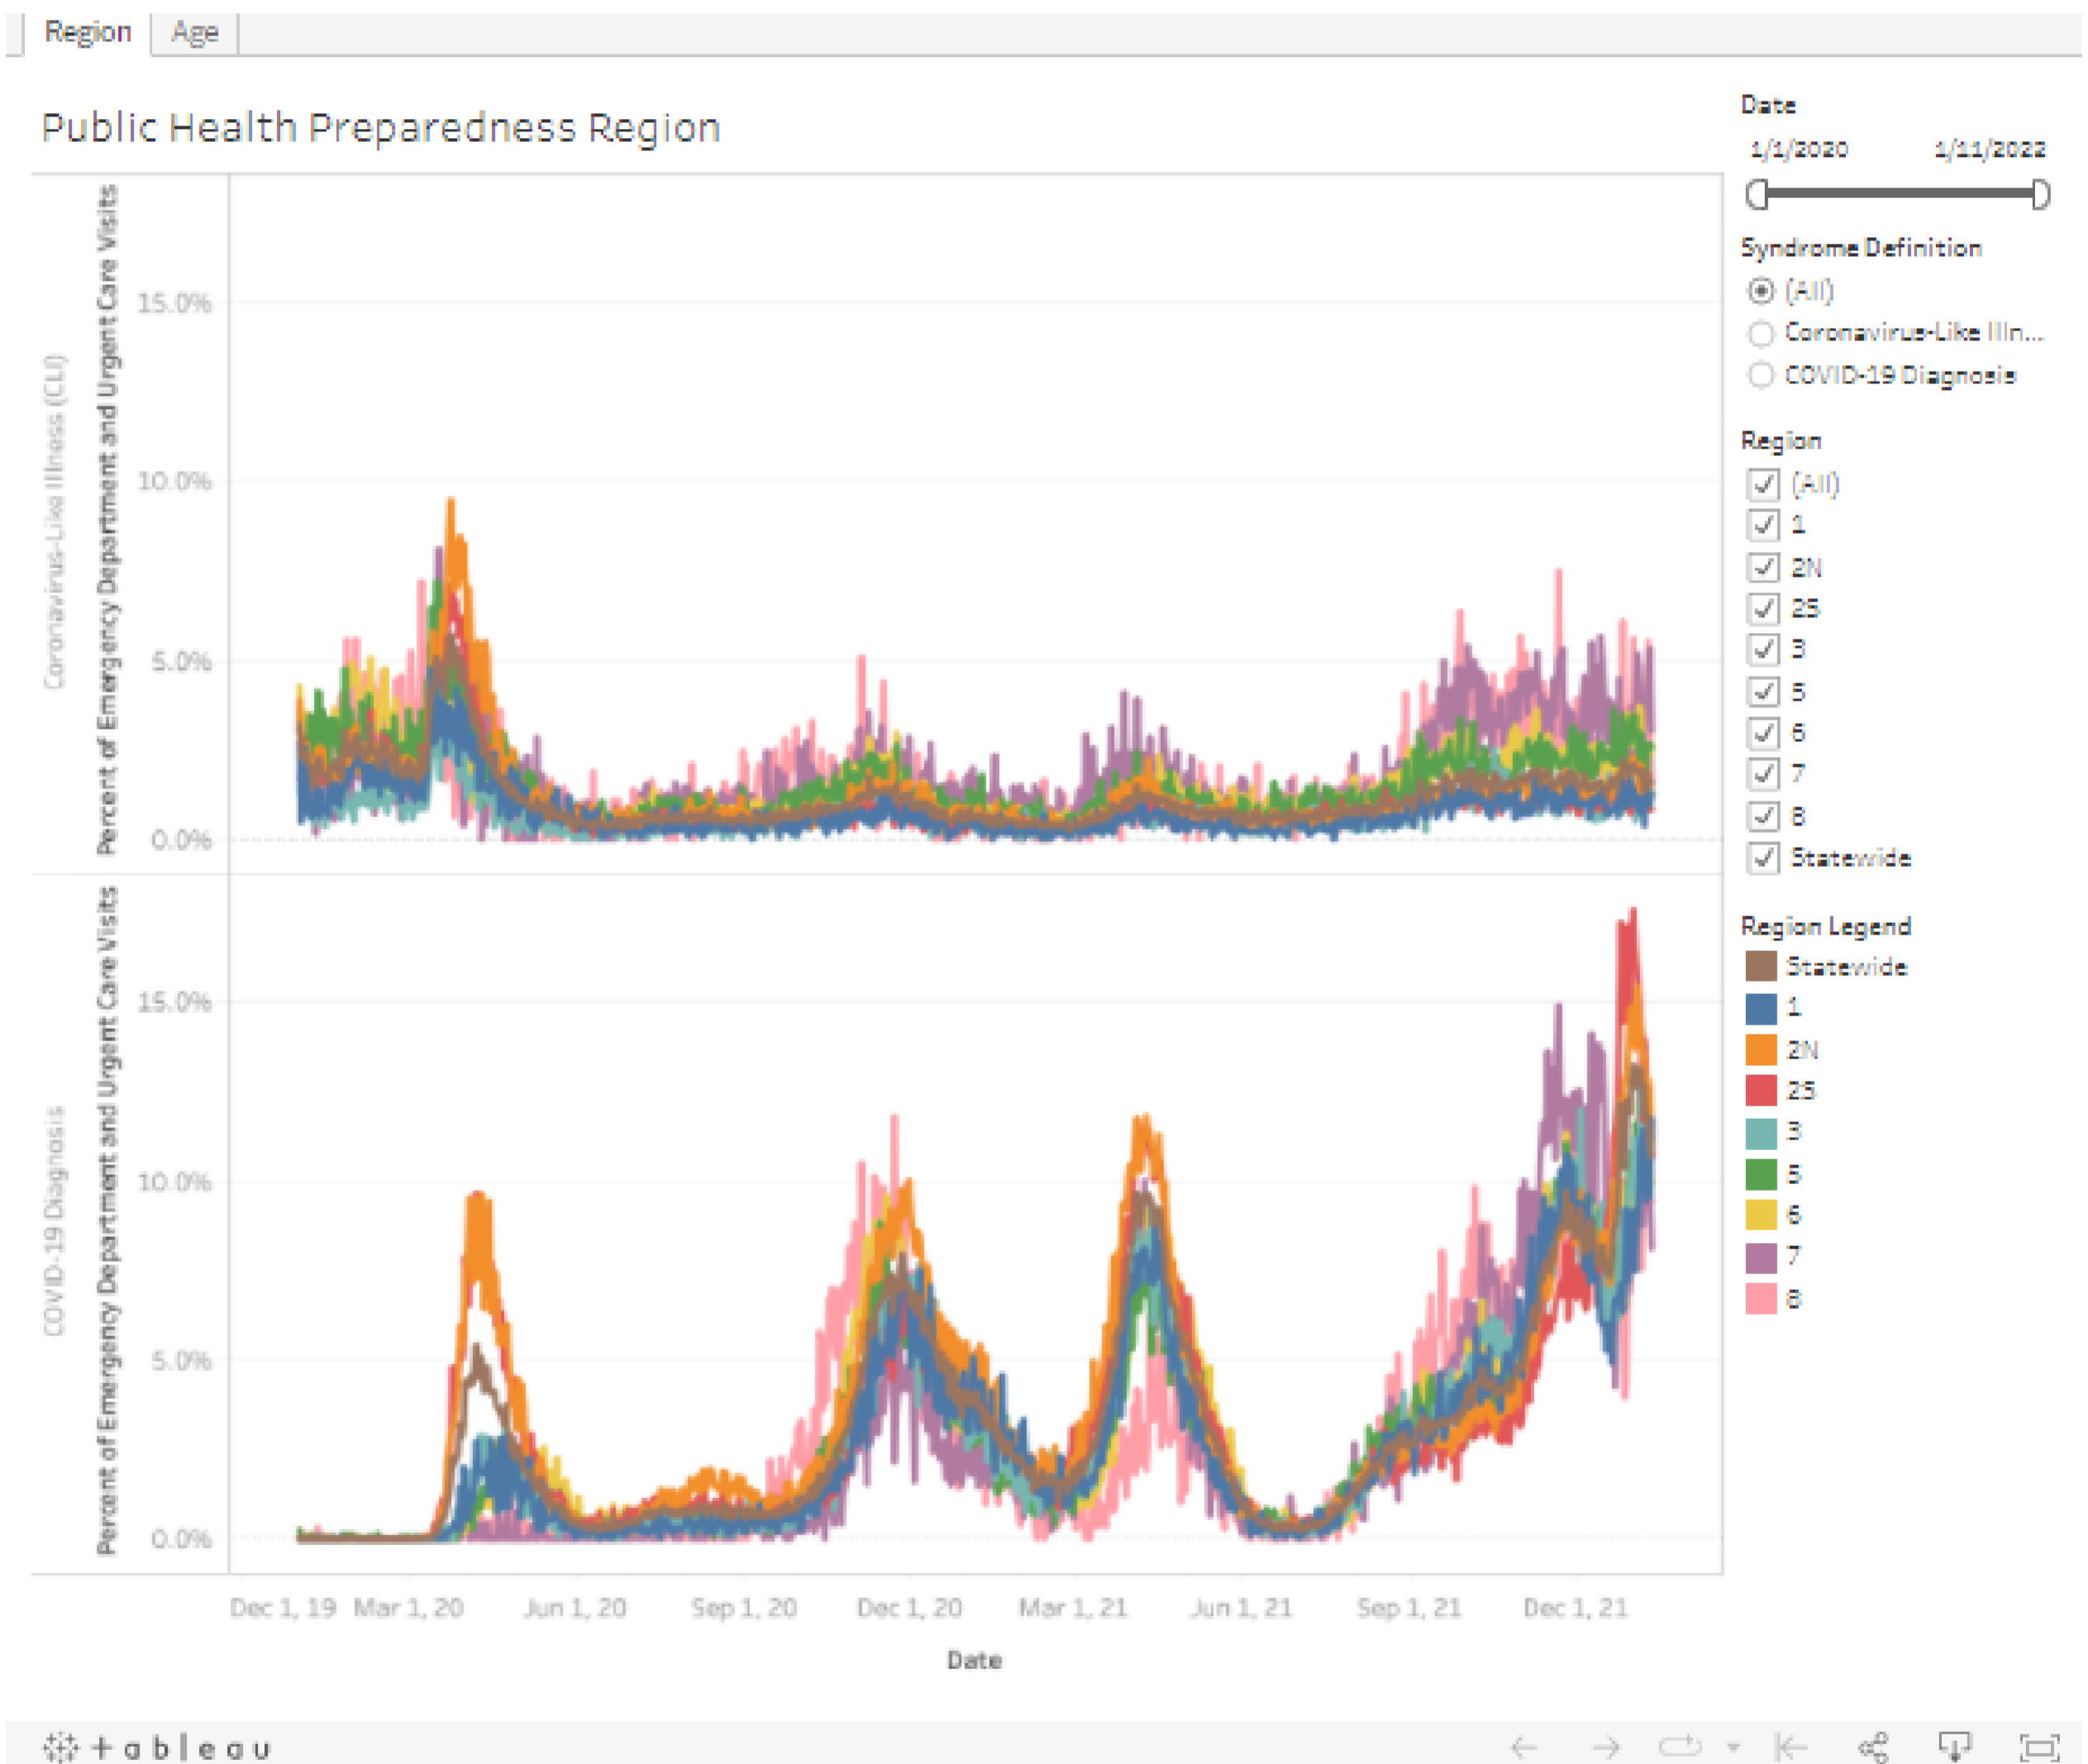 Region Age
Public Health Preparedness Region
Coronavirus-Like Illness (CLI)
Percent of Emergency Department and Urgent Care Visits
15.0%
10.0%
5.0%
0.0%
COVID-19 Diagnosis
Percent of Emergency Department and Urgent Care Visits
15.0%
10.0%
5.0%
0.0%
Dec 1, 19 Mar 1, 20 Jun 1, 20 Sep 1, 20 Dec 1, 20 Mar 1, 21 Jun 1, 21 Sep 1, 21 Dec 1, 21
Date
Date
1/1/2020 1/11/2022
Syndrome Definition
(All)
Coronavirus-Like Illn...
COVID-19 Diagnosis
Region
(All)
1
2N
2S
3
5
6
7
8
Statewide
Region Legend
Statewide
1
2N
2S
3
5
6
7
8
+ableau